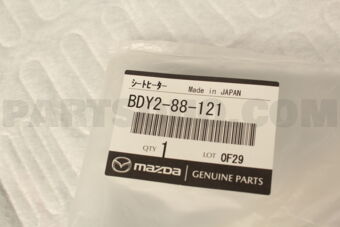 シートヒーター Made in JAPAN
BDY2-88-121
QTY 1 LOT 0F29
mazda GENUINE PARTS